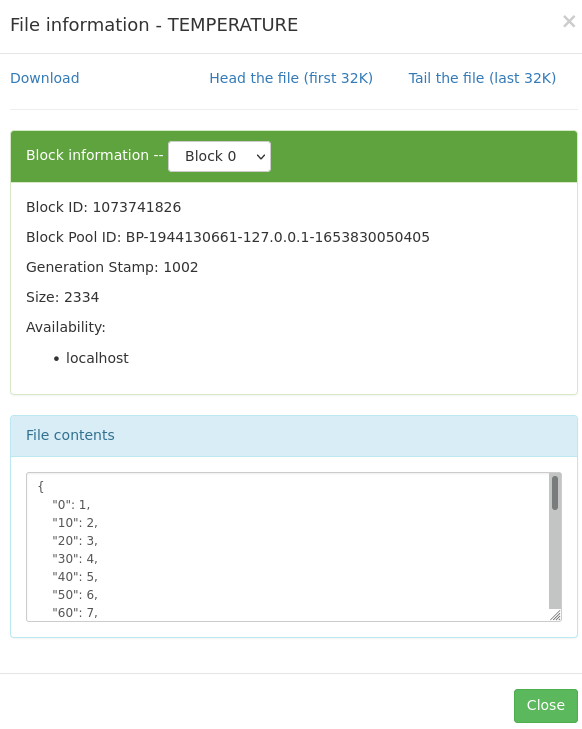 File information - TEMPERATURE
×
Download Head the file (first 32K) Tail the file (last 32K)
Block information -- Block 0
Block ID: 1073741826
Block Pool ID: BP-1944130661-127.0.0.1-1653830050405
Generation Stamp: 1002
Size: 2334
Availability:
• localhost
File contents
{
"0": 1,
"10": 2,
"20": 3,
"30": 4,
"40": 5,
"50": 6,
"60": 7,
Close